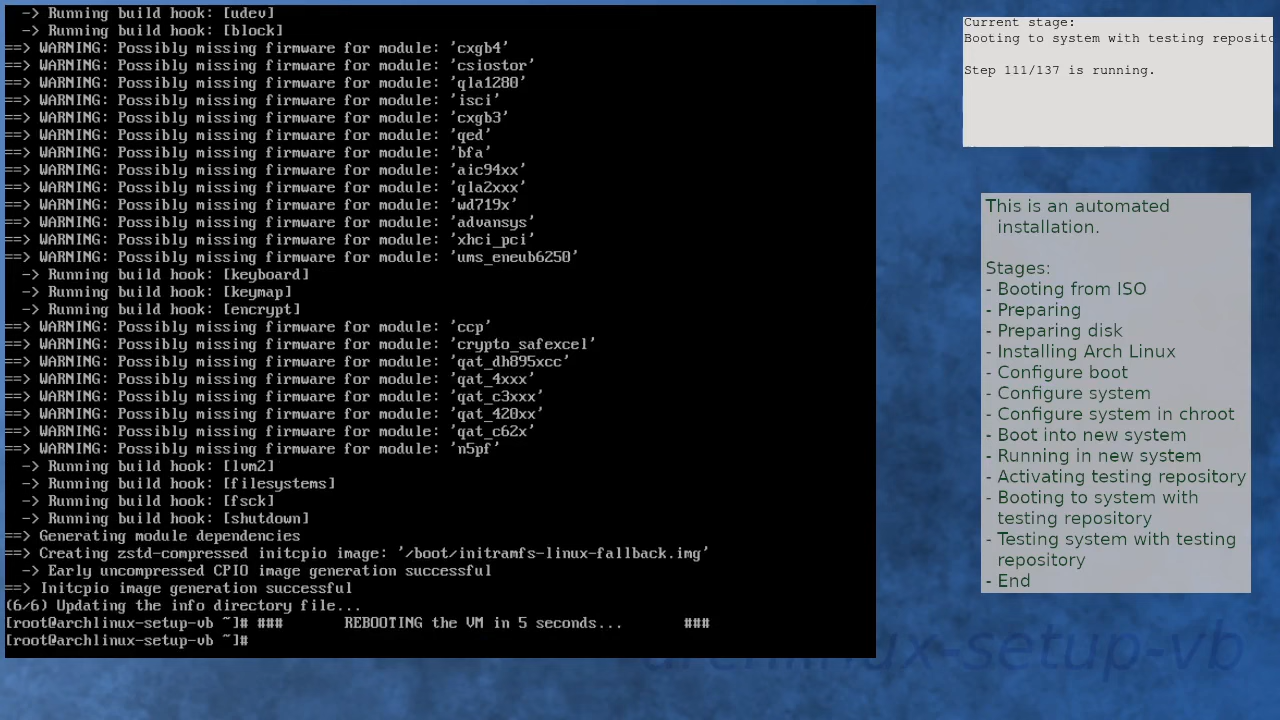 -> Running build hook: [udev]
-> Running build hook: [block]
==> WARNING: Possibly missing firmware for module: 'cxgb4'
==> WARNING: Possibly missing firmware for module: 'csiostor'
==> WARNING: Possibly missing firmware for module: 'qla1280'
==> WARNING: Possibly missing firmware for module: 'isci'
==> WARNING: Possibly missing firmware for module: 'cxgb3'
==> WARNING: Possibly missing firmware for module: 'qed'
==> WARNING: Possibly missing firmware for module: 'bfa'
==> WARNING: Possibly missing firmware for module: 'aic94xx'
==> WARNING: Possibly missing firmware for module: 'qla2xxx'
==> WARNING: Possibly missing firmware for module: 'wd719x'
==> WARNING: Possibly missing firmware for module: 'advansys'
==> WARNING: Possibly missing firmware for module: 'xhci_pci'
==> WARNING: Possibly missing firmware for module: 'ums_eneub6250'
-> Running build hook: [keyboard]
-> Running build hook: [keymap]
-> Running build hook: [encrypt]
==> WARNING: Possibly missing firmware for module: 'ccp'
==> WARNING: Possibly missing firmware for module: 'crypto_safexcel'
==> WARNING: Possibly missing firmware for module: 'qat_dh895xcc'
==> WARNING: Possibly missing firmware for module: 'qat_4xxx'
==> WARNING: Possibly missing firmware for module: 'qat_c3xxx'
==> WARNING: Possibly missing firmware for module: 'qat_420xx'
==> WARNING: Possibly missing firmware for module: 'qat_c62x'
==> WARNING: Possibly missing firmware for module: 'n5pf'
-> Running build hook: [lvm2]
-> Running build hook: [filesystems]
-> Running build hook: [fsck]
-> Running build hook: [shutdown]
==> Generating module dependencies
==> Creating zstd-compressed initcpio image: '/boot/initramfs-linux-fallback.img'
-> Early uncompressed CPIO image generation successful
==> Initcpio image generation successful
(6/6) Updating the info directory file...
[root@archlinux-setup-vb ~]# ### REBOOTING the VM in 5 seconds... ###
[root@archlinux-setup-vb ~]#
Current stage:
Booting to system with testing reposito
Step 111/137 is running.
This is an automated
installation.
Stages:
- Booting from ISO
- Preparing
- Preparing disk
- Installing Arch Linux
- Configure boot
- Configure system
- Configure system in chroot
- Boot into new system
- Running in new system
- Activating testing repository
- Booting to system with
testing repository
- Testing system with testing
repository
- End
archlinux-setup-vb